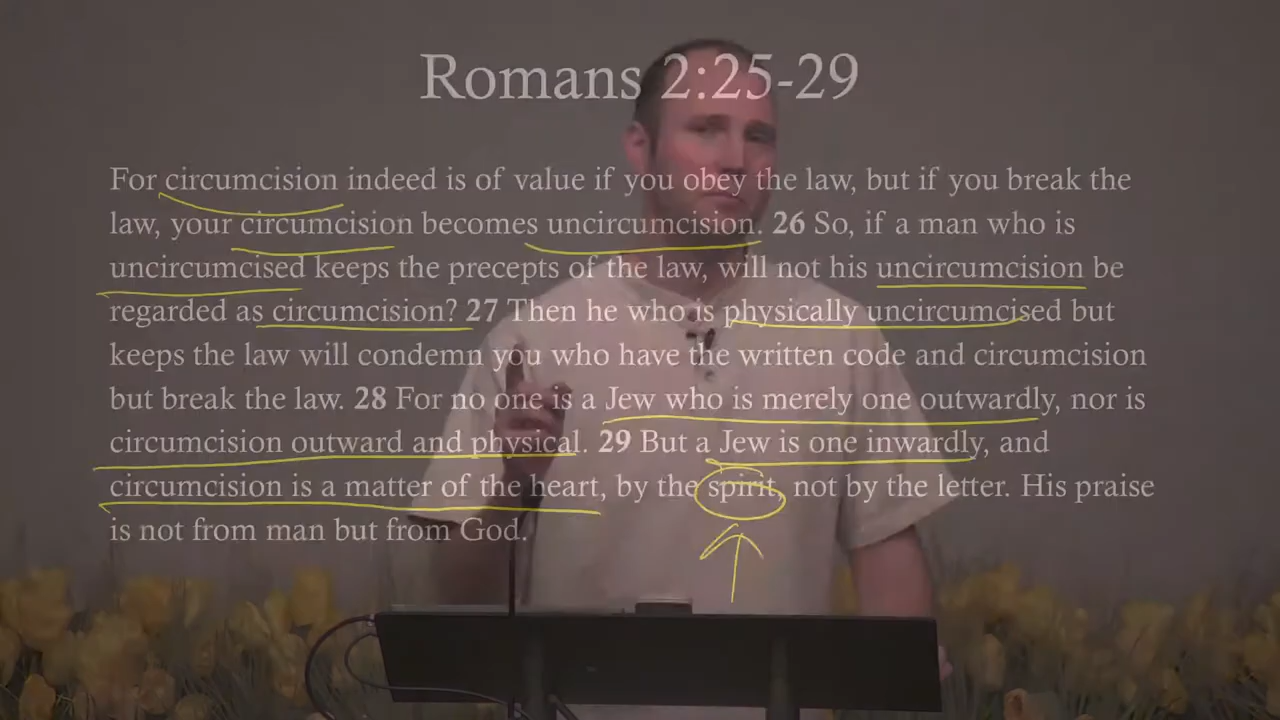 Romans 2:25-29
For circumcision indeed is of value if you obey the law, but if you break the
law, your circumcision becomes uncircumcision. 26 So, if a man who is
uncircumcised keeps the precepts of the law, will not his uncircumcision be
regarded as circumcision? 27 Then he who is physically uncircumcised but
keeps the law will condemn you who have the written code and circumcision
but break the law. 28 For no one is a Jew who is merely one outwardly, nor is
circumcision outward and physical. 29 But a Jew is one inwardly, and
circumcision is a matter of the heart, by the spirit, not by the letter. His praise
is not from man but from God.